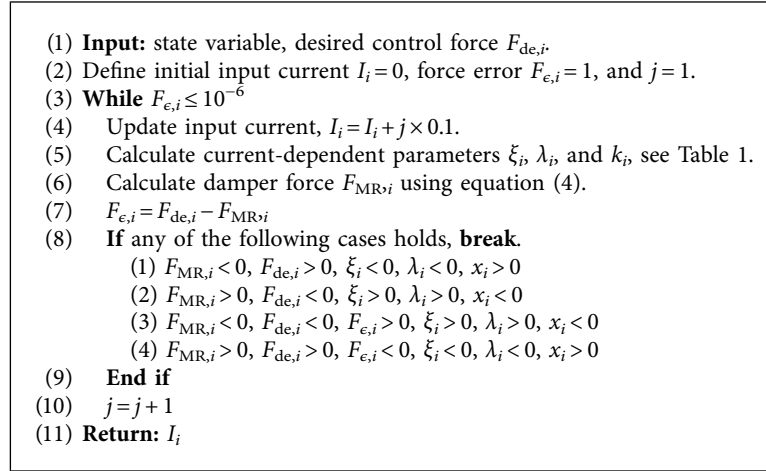 (1) Input: state variable, desired control force F_de,i.
(2) Define initial input current I_i = 0, force error F_ϵ,i = 1, and j = 1.
(3) While F_ϵ,i ≤ 10^−6
(4) Update input current, I_i = I_i + j × 0.1.
(5) Calculate current-dependent parameters ξ_i, λ_i, and k_i, see Table 1.
(6) Calculate damper force F_MR,i using equation (4).
(7) F_ϵ,i = F_de,i − F_MR,i
(8) If any of the following cases holds, break.
(1) F_MR,i < 0, F_de,i > 0, ξ_i < 0, λ_i < 0, x_i > 0
(2) F_MR,i > 0, F_de,i < 0, ξ_i > 0, λ_i > 0, x_i < 0
(3) F_MR,i < 0, F_de,i < 0, F_ϵ,i > 0, ξ_i > 0, λ_i > 0, x_i < 0
(4) F_MR,i > 0, F_de,i > 0, F_ϵ,i < 0, ξ_i < 0, λ_i < 0, x_i > 0
(9) End if
(10) j = j + 1
(11) Return: I_i